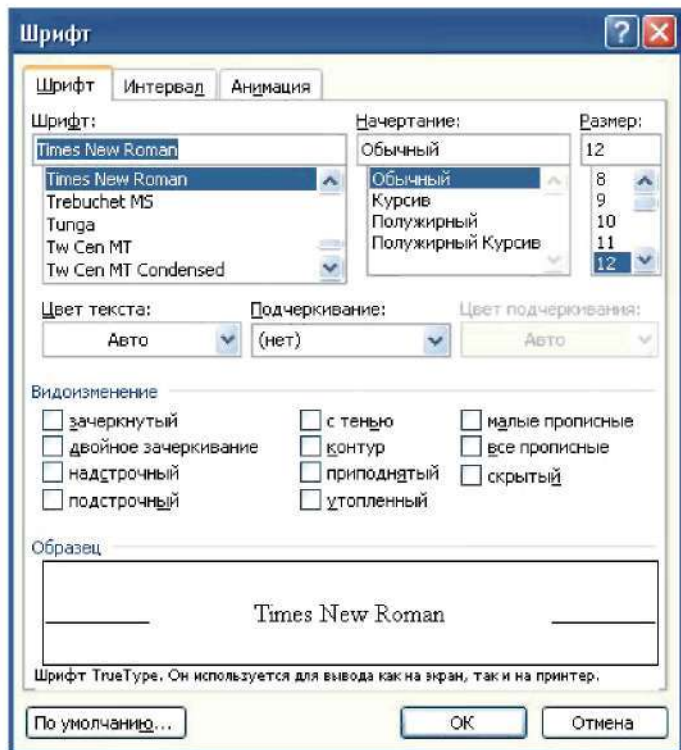 Шрифт
Шрифт Интервал Анимация
Шрифт: Начертание: Размер:
Times New Roman Обычный 12
Times New Roman Обычный 8
Trebuchet MS Курсив 9
Tunga Полужирный 10
Tw Cen MT Полужирный Курсив 11
Tw Cen MT Condensed 12
Цвет текста: Подчеркивание: Цвет подчеркивания:
Авто (нет) Авто
Видоизменение
зачеркнутый с тенью малые прописные
двойное зачеркивание контур все прописные
надстрочный приподнятый скрытый
подстрочный утопленный
Образец
Times New Roman
Шрифт TrueType. Он используется для вывода как на экран, так и на принтер.
По умолчанию... ОК Отмена